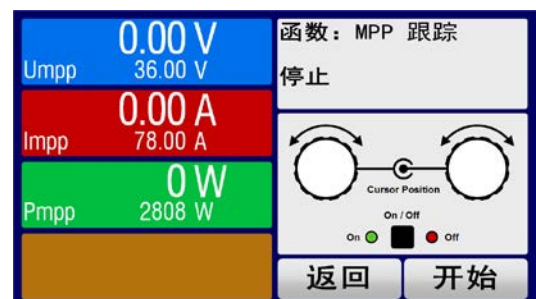 0.00 V
Umpp 36.00 V
0.00 A
Impp 78.00 A
0 W
Pmpp 2808 W
函数：MPP 跟踪
停止
Cursor Position
On / Off
On Off
返回 开始